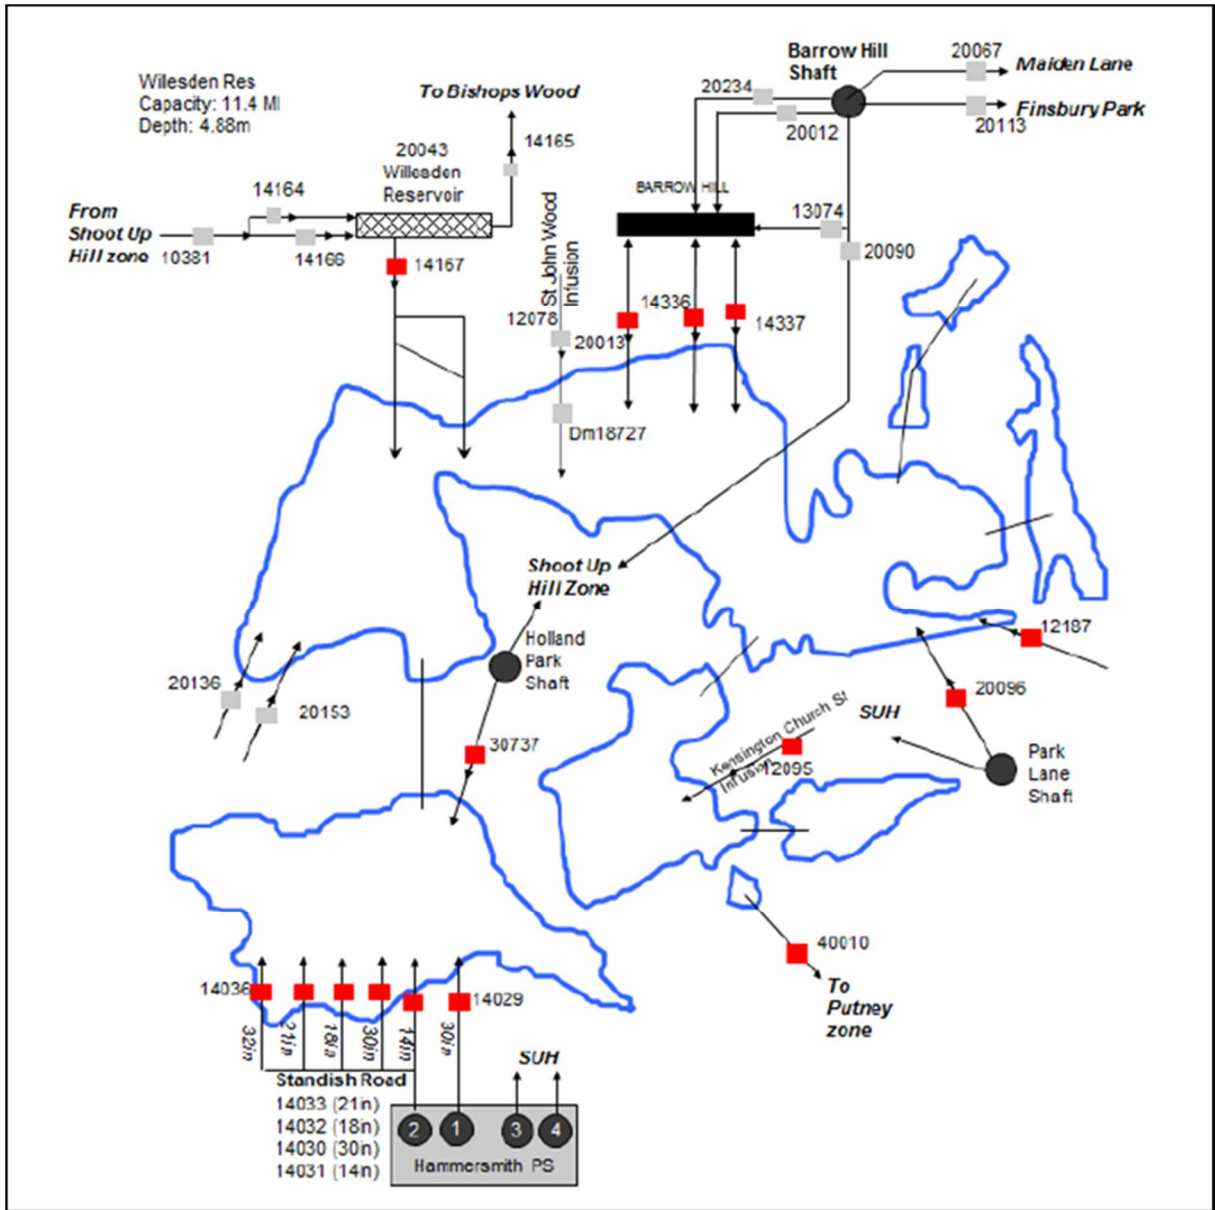 Barrow Hill
Shaft
20067
Maiden Lane
Finsbury Park
20113
20234
20012
Wilesden Res
Capacity: 11.4 Ml
Depth: 4.88m
To Bishops Wood
14165
20043
Willesden
Reservoir
14164
From
Shoot Up
Hill zone
10381
14166
14167
St John Wood
Infusion
12078
20013
Dm18727
BARROW HILL
13074
20090
14336
14337
Shoot Up
Hill Zone
Holland
Park
Shaft
20136
20153
30737
12187
20096
SUH
Park
Lane
Shaft
Kensington Church St
Infusion
12095
40010
To
Putney
zone
14036
14029
32in
21in
18in
30in
14in
30in
SUH
Standish Road
14033 (21in)
14032 (18in)
14030 (30in)
14031 (14in)
2
1
3
4
Hammersmith PS